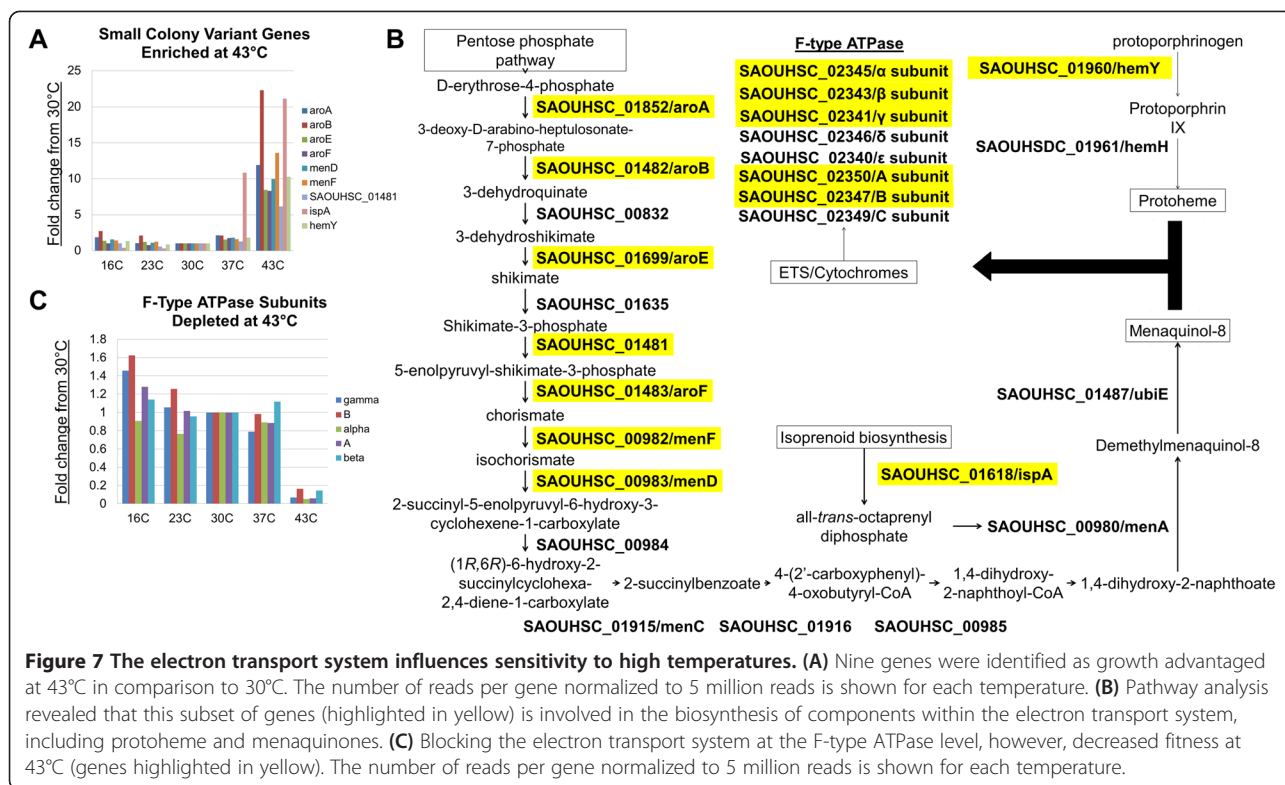 A
Small Colony Variant Genes
Enriched at 43°C
Fold change from 30°C
25
20
15
10
5
0
16C 23C 30C 37C 43C
aroA
aroB
aroE
aroF
menD
menF
SAOUHSC_01481
ispA
hemY
C
F-Type ATPase Subunits
Depleted at 43°C
Fold change from 30°C
1.8
1.6
1.4
1.2
1
0.8
0.6
0.4
0.2
0
16C 23C 30C 37C 43C
gamma
B
alpha
A
beta
B
Pentose phosphate
pathway
D-erythrose-4-phosphate
SAOUHSC_01852/aroA
3-deoxy-D-arabino-heptulosonate-
7-phosphate
SAOUHSC_01482/aroB
3-dehydroquinate
SAOUHSC_00832
3-dehydroshikimate
SAOUHSC_01699/aroE
shikimate
SAOUHSC_01635
Shikimate-3-phosphate
SAOUHSC_01481
5-enolpyruvyl-shikimate-3-phosphate
SAOUHSC_01483/aroF
chorismate
SAOUHSC_00982/menF
isochorismate
SAOUHSC_00983/menD
2-succinyl-5-enolpyruvyl-6-hydroxy-3-
cyclohexene-1-carboxylate
SAOUHSC_00984
(1R,6R)-6-hydroxy-2-
succinylcyclohexa-
2,4-diene-1-carboxylate
2-succinylbenzoate
4-(2'-carboxyphenyl)-
4-oxobutyryl-CoA
1,4-dihydroxy-
2-naphthoyl-CoA
1,4-dihydroxy-2-naphthoate
SAOUHSC_01915/menC SAOUHSC_01916 SAOUHSC_00985
F-type ATPase
SAOUHSC_02345/α subunit
SAOUHSC_02343/β subunit
SAOUHSC_02341/γ subunit
SAOUHSC_02346/δ subunit
SAOUHSC_02340/ε subunit
SAOUHSC_02350/A subunit
SAOUHSC_02347/B subunit
SAOUHSC_02349/C subunit
ETS/Cytochromes
protoporphrinogen
SAOUHSC_01960/hemY
Protoporphrin
IX
SAOUHSDC_01961/hemH
Protoheme
Menaquinol-8
SAOUHSC_01487/ubiE
Demethylmenaquinol-8
Isoprenoid biosynthesis
SAOUHSC_01618/ispA
all-trans-octaprenyl
diphosphate
SAOUHSC_00980/menA
Figure 7 The electron transport system influences sensitivity to high temperatures. (A) Nine genes were identified as growth advantaged
at 43°C in comparison to 30°C. The number of reads per gene normalized to 5 million reads is shown for each temperature. (B) Pathway analysis
revealed that this subset of genes (highlighted in yellow) is involved in the biosynthesis of components within the electron transport system,
including protoheme and menaquinones. (C) Blocking the electron transport system at the F-type ATPase level, however, decreased fitness at
43°C (genes highlighted in yellow). The number of reads per gene normalized to 5 million reads is shown for each temperature.